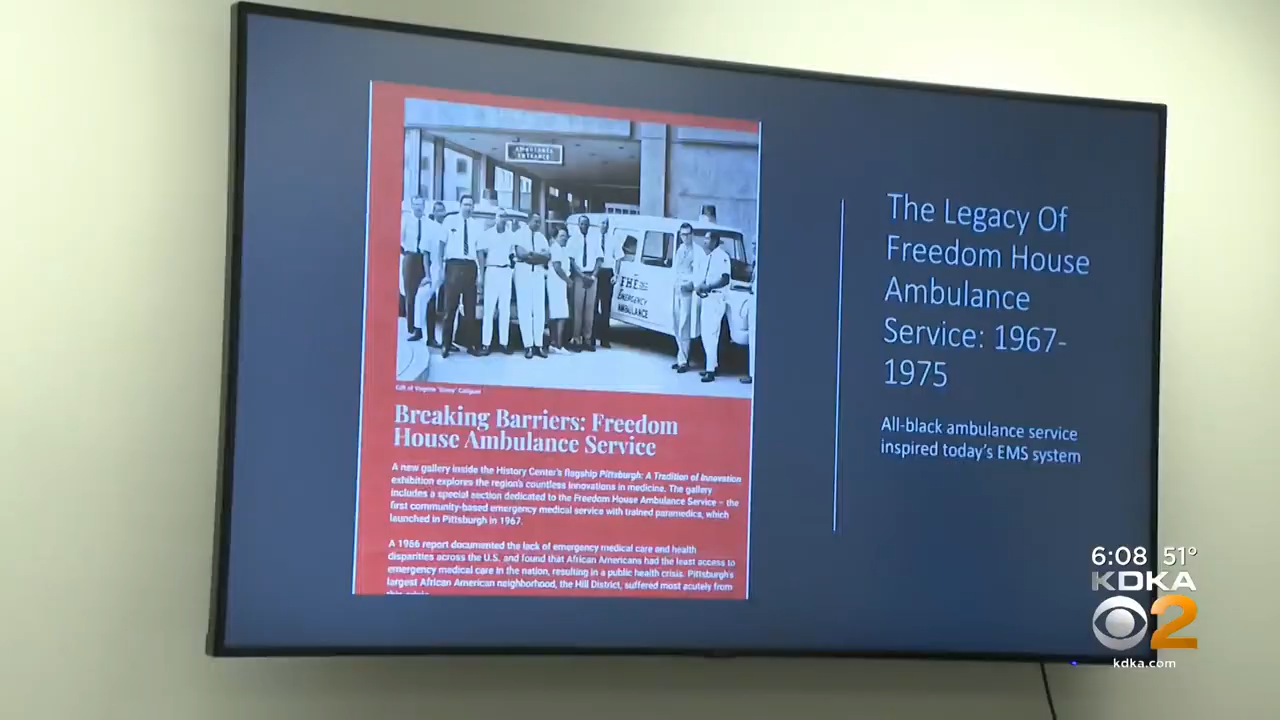 AMBULANCE
ENTRANCE
EMERGENCY
AMBULANCE
Gift of Virginia "Ginny" Caliguiri
Breaking Barriers: Freedom
House Ambulance Service
A new gallery inside the History Center's flagship Pittsburgh: A Tradition of Innovation
exhibition explores the region's countless innovations in medicine. The gallery
includes a special section dedicated to the Freedom House Ambulance Service – the
first community-based emergency medical service with trained paramedics, which
launched in Pittsburgh in 1967.
A 1966 report documented the lack of emergency medical care and health
disparities across the U.S. and found that African Americans had the least access to
emergency medical care in the nation, resulting in a public health crisis. Pittsburgh's
largest African American neighborhood, the Hill District, suffered most acutely from
The Legacy Of
Freedom House
Ambulance
Service: 1967-
1975
All-black ambulance service
inspired today's EMS system
6:08 51°
KDKA
2
kdka.com